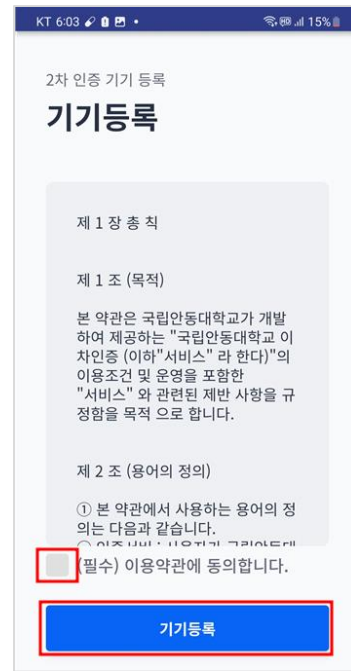 KT 6:03
15%
2차 인증 기기 등록
기기등록
제 1 장 총 칙
제 1 조 (목적)
본 약관은 국립안동대학교가 개발
하여 제공하는 "국립안동대학교 이
차인증 (이하"서비스" 라 한다)"의
이용조건 및 운영을 포함한
"서비스" 와 관련된 제반 사항을 규
정함을 목적 으로 합니다.
제 2 조 (용어의 정의)
① 본 약관에서 사용하는 용어의 정
의는 다음과 같습니다.
(필수) 이용약관에 동의합니다.
기기등록